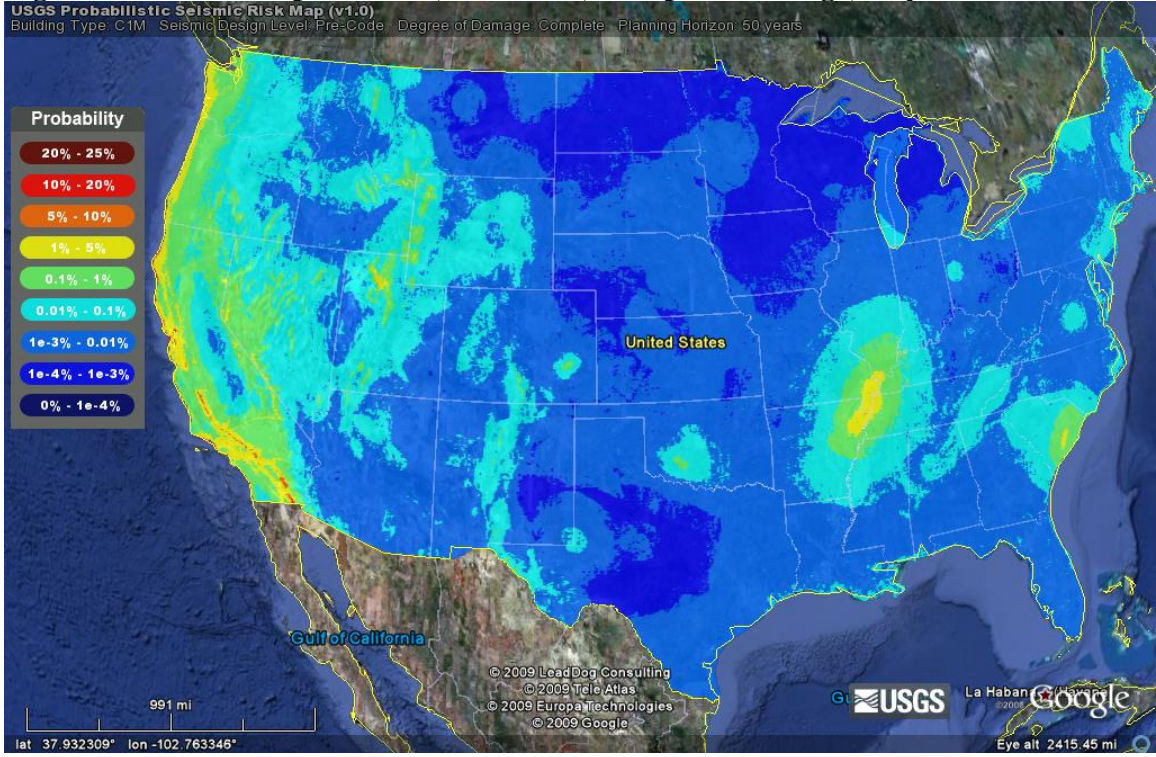 USGS Probabilistic Seismic Risk Map (v1.0)
Building Type: C1M Seismic Design Level: Pre-Code Degree of Damage: Complete Planning Horizon: 50 years
Probability
20% - 25%
10% - 20%
5% - 10%
1% - 5%
0.1% - 1%
0.01% - 0.1%
1e-3% - 0.01%
1e-4% - 1e-3%
0% - 1e-4%
United States
Gulf of California
© 2009 LeadDog Consulting
© 2009 Tele Atlas
© 2009 Europa Technologies
© 2009 Google
991 mi
Gu
USGS
La Habana (Havana)
Google
lat 37.932309° lon -102.763346°
Eye alt 2415.45 mi